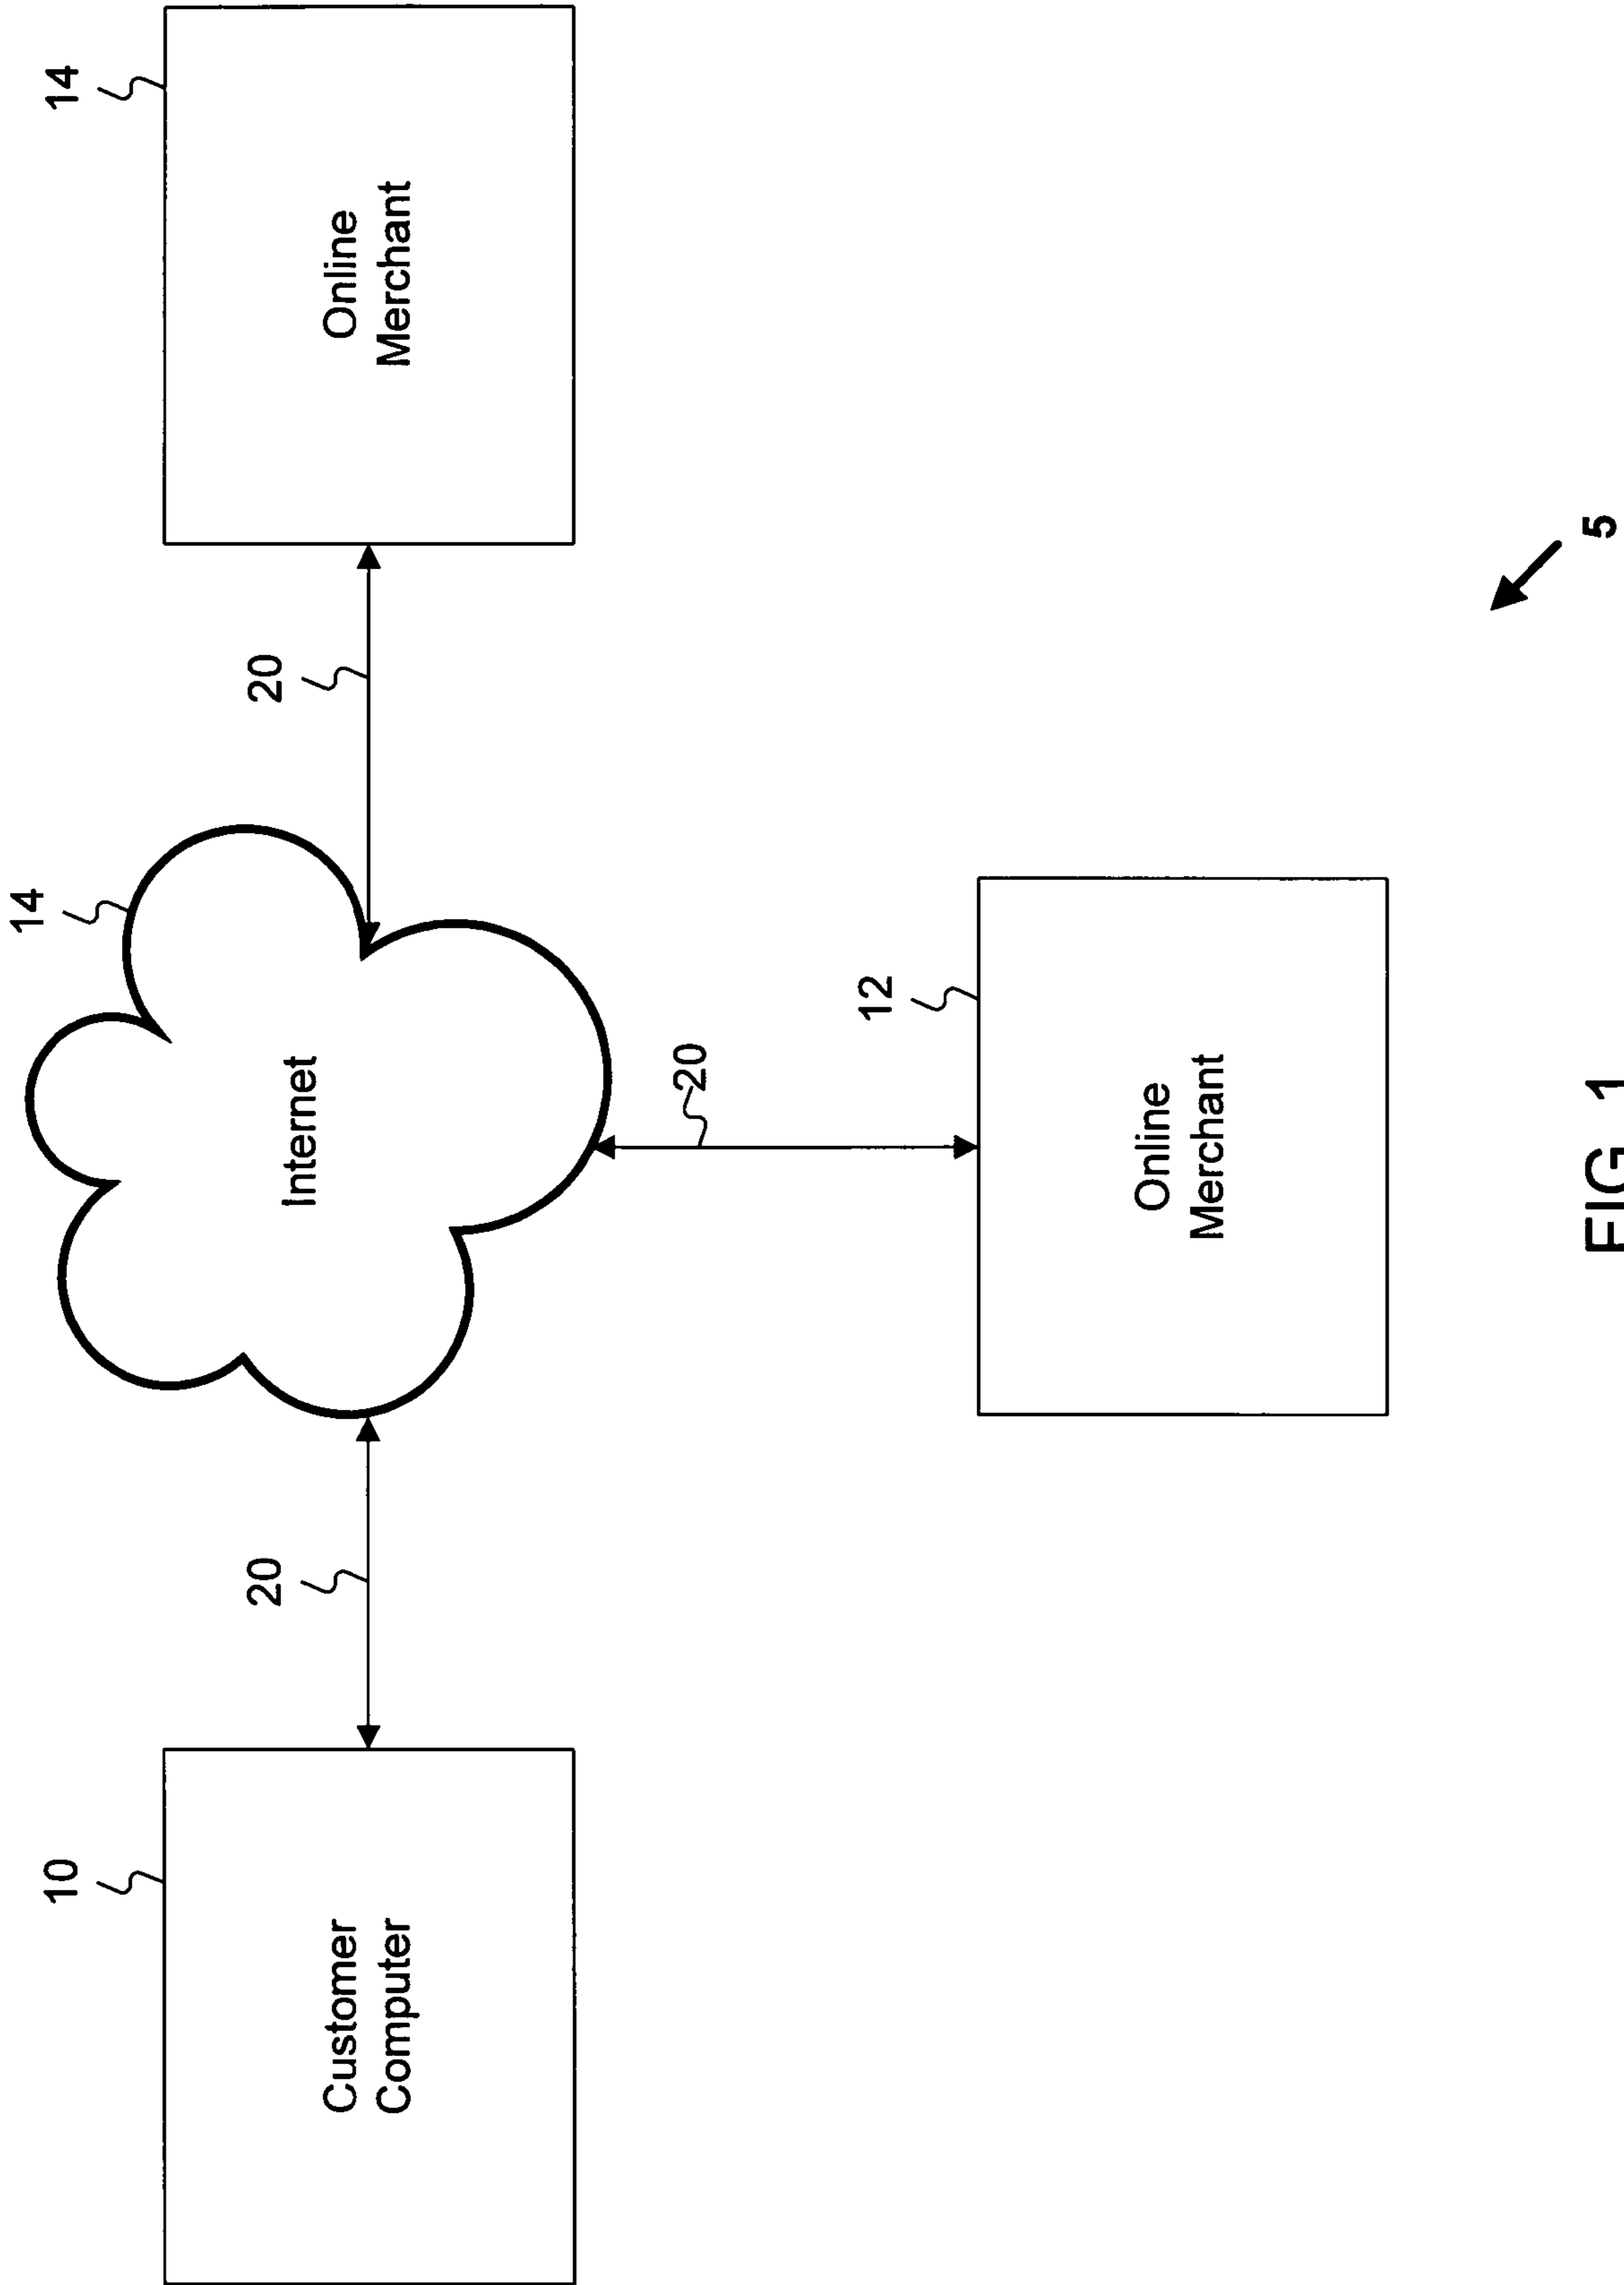 14
10
14
20
20
Internet
Customer
Computer
Online
Merchant
20
12
Online
Merchant
5
FIG 1